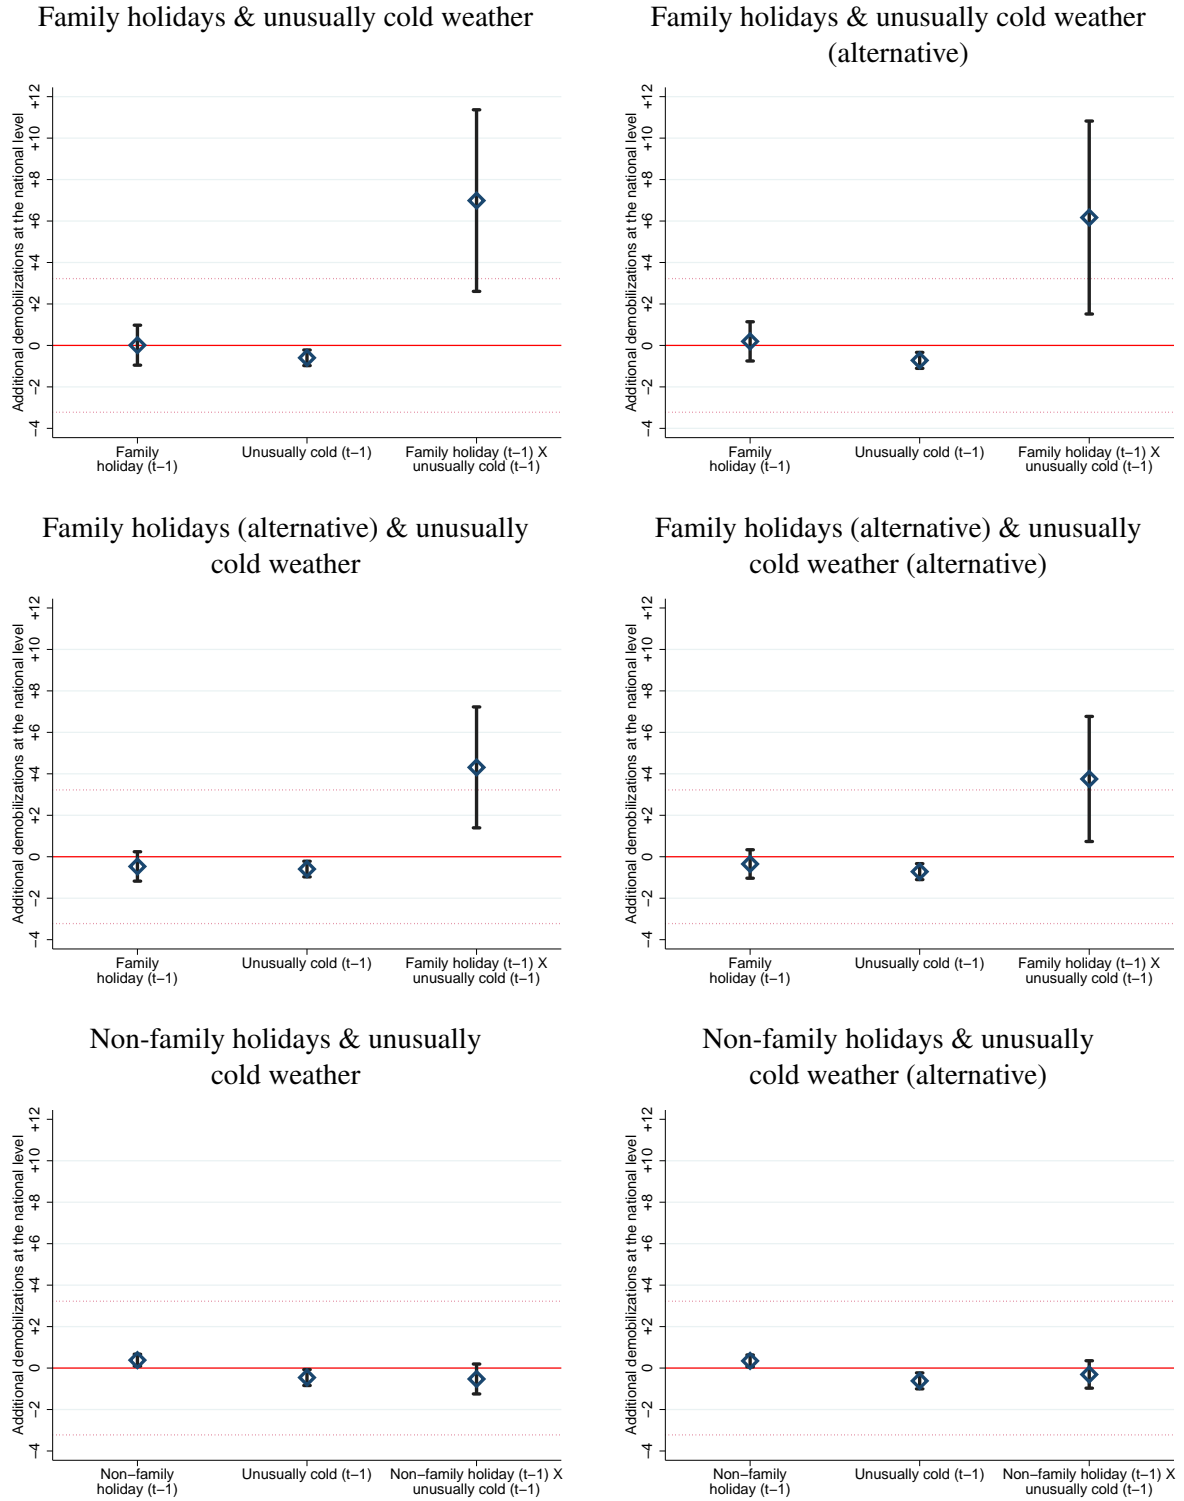 Family holidays & unusually cold weather
Additional demobilizations at the national level
+12
+10
+8
+6
+4
+2
0
−2
−4
Family
holiday (t−1)
Unusually cold (t−1)
Family holiday (t−1) X
unusually cold (t−1)
Family holidays & unusually cold weather
(alternative)
Additional demobilizations at the national level
+12
+10
+8
+6
+4
+2
0
−2
−4
Family
holiday (t−1)
Unusually cold (t−1)
Family holiday (t−1) X
unusually cold (t−1)
Family holidays (alternative) & unusually
cold weather
Additional demobilizations at the national level
+12
+10
+8
+6
+4
+2
0
−2
−4
Family
holiday (t−1)
Unusually cold (t−1)
Family holiday (t−1) X
unusually cold (t−1)
Family holidays (alternative) & unusually
cold weather (alternative)
Additional demobilizations at the national level
+12
+10
+8
+6
+4
+2
0
−2
−4
Family
holiday (t−1)
Unusually cold (t−1)
Family holiday (t−1) X
unusually cold (t−1)
Non-family holidays & unusually
cold weather
Additional demobilizations at the national level
+12
+10
+8
+6
+4
+2
0
−2
−4
Non−family
holiday (t−1)
Unusually cold (t−1)
Non−family holiday (t−1) X
unusually cold (t−1)
Non-family holidays & unusually
cold weather (alternative)
Additional demobilizations at the national level
+12
+10
+8
+6
+4
+2
0
−2
−4
Non−family
holiday (t−1)
Unusually cold (t−1)
Non−family holiday (t−1) X
unusually cold (t−1)